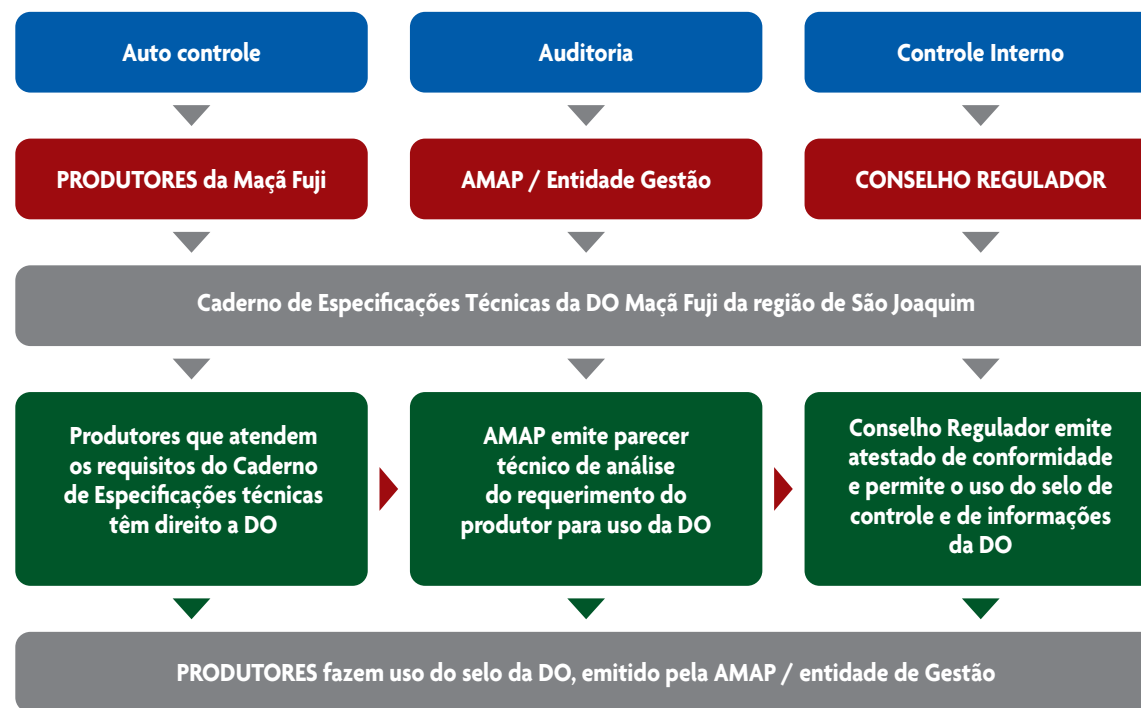 Auto controle
Auditoria
Controle Interno
PRODUTORES da Maçã Fuji
AMAP / Entidade Gestão
CONSELHO REGULADOR
Caderno de Especificações Técnicas da DO Maçã Fuji da região de São Joaquim
Produtores que atendem
os requisitos do Caderno
de Especificações técnicas
têm direito a DO
AMAP emite parecer
técnico de análise
do requerimento do
produtor para uso da DO
Conselho Regulador emite
atestado de conformidade
e permite o uso do selo de
controle e de informações
da DO
PRODUTORES fazem uso do selo da DO, emitido pela AMAP / entidade de Gestão